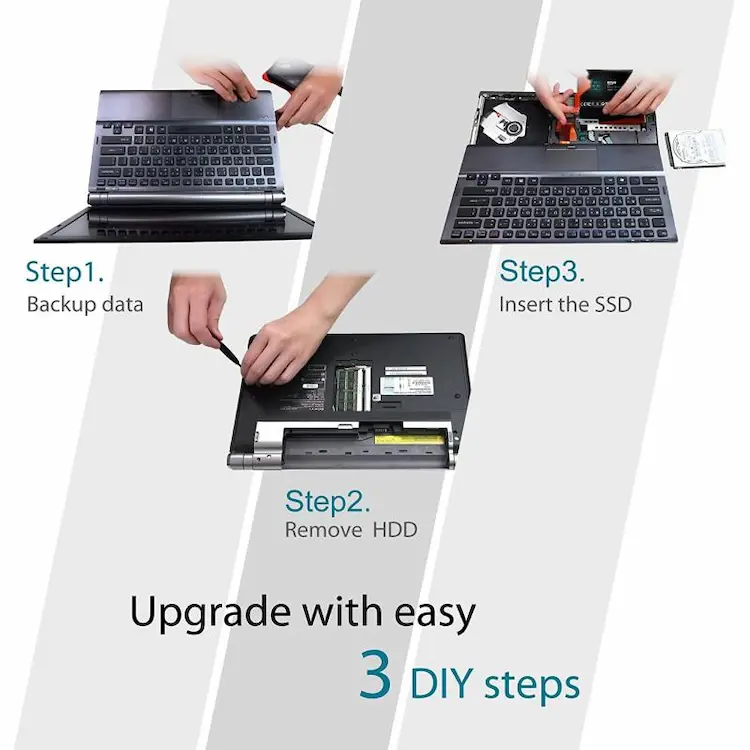 Step1.
Backup data
Step2.
Remove HDD
Step3.
Insert the SSD
Upgrade with easy
3 DIY steps